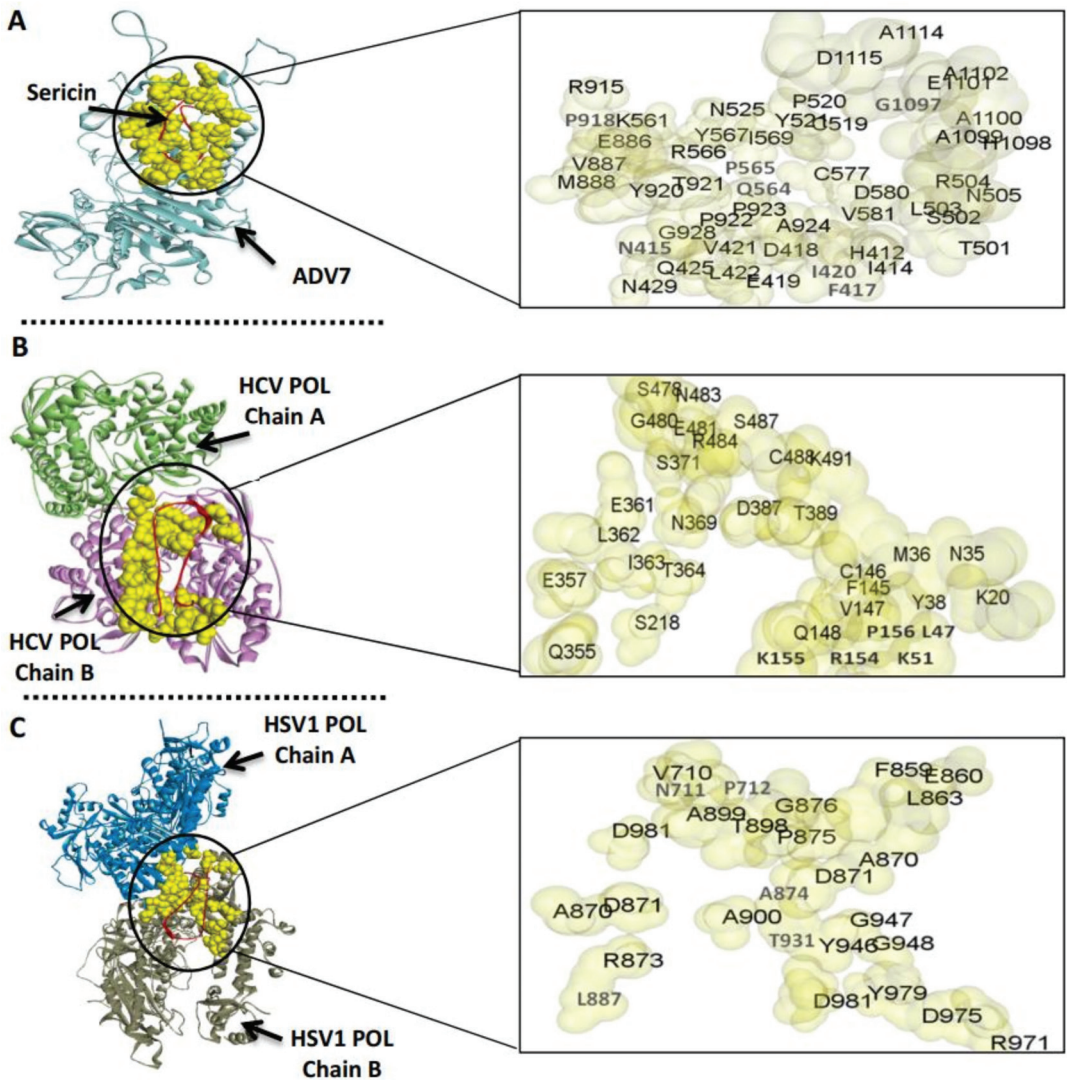 A
Sericin
ADV7
A1114
D1115
A1102
E1101
R915
P520
G1097
N525
P918 K561
Y521
C519
A1100
E886
Y567
I569
A1099
H1098
R566
V887
P565
C577
R504
M888
Y920
T921
Q564
D580
N505
P923
L503
P922
A924
V581
S502
G928
N415
V421
D418
H412
T501
Q425
L422
I420
I414
N429
E419
F417
B
HCV POL
Chain A
HCV POL
Chain B
S478
N483
G480
E481
S487
R484
S371
C488
K491
E361
N369
D387
T389
L362
I363
T364
C146
M36
N35
E357
F145
V147
Y38
K20
S218
Q148
P156
L47
Q355
K155
R154
K51
C
HSV1 POL
Chain A
HSV1 POL
Chain B
V710
F859
E860
N711
P712
G876
L863
A899
T898
P875
D981
A870
D871
A874
A870
D871
A900
G947
T931
Y946
G948
R873
L887
D981
Y979
D975
R971